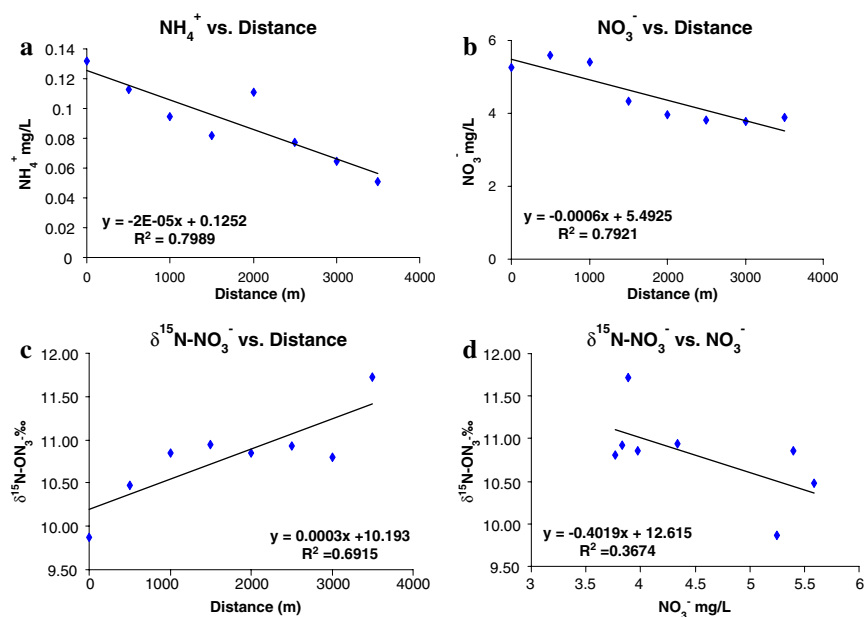 a
NH₄⁺ vs. Distance
NH₄⁺ mg/L
0.14
0.12
0.1
0.08
0.06
0.04
0.02
0
y = -2E-05x + 0.1252
R² = 0.7989
0
1000
2000
3000
4000
Distance (m)
b
NO₃⁻ vs. Distance
NO₃⁻ mg/L
6
4
2
0
y = -0.0006x + 5.4925
R² = 0.7921
0
1000
2000
3000
4000
Distance (m)
c
δ¹⁵N-NO₃⁻ vs. Distance
δ¹⁵N-ON₃-‰
12.00
11.50
11.00
10.50
10.00
9.50
y = 0.0003x +10.193
R² =0.6915
0
1000
2000
3000
4000
Distance (m)
d
δ¹⁵N-NO₃⁻ vs. NO₃⁻
δ¹⁵N-ON₃-‰
12.00
11.50
11.00
10.50
10.00
9.50
y = -0.4019x + 12.615
R² =0.3674
3
4
4
5
5
6
6
NO₃⁻ mg/L